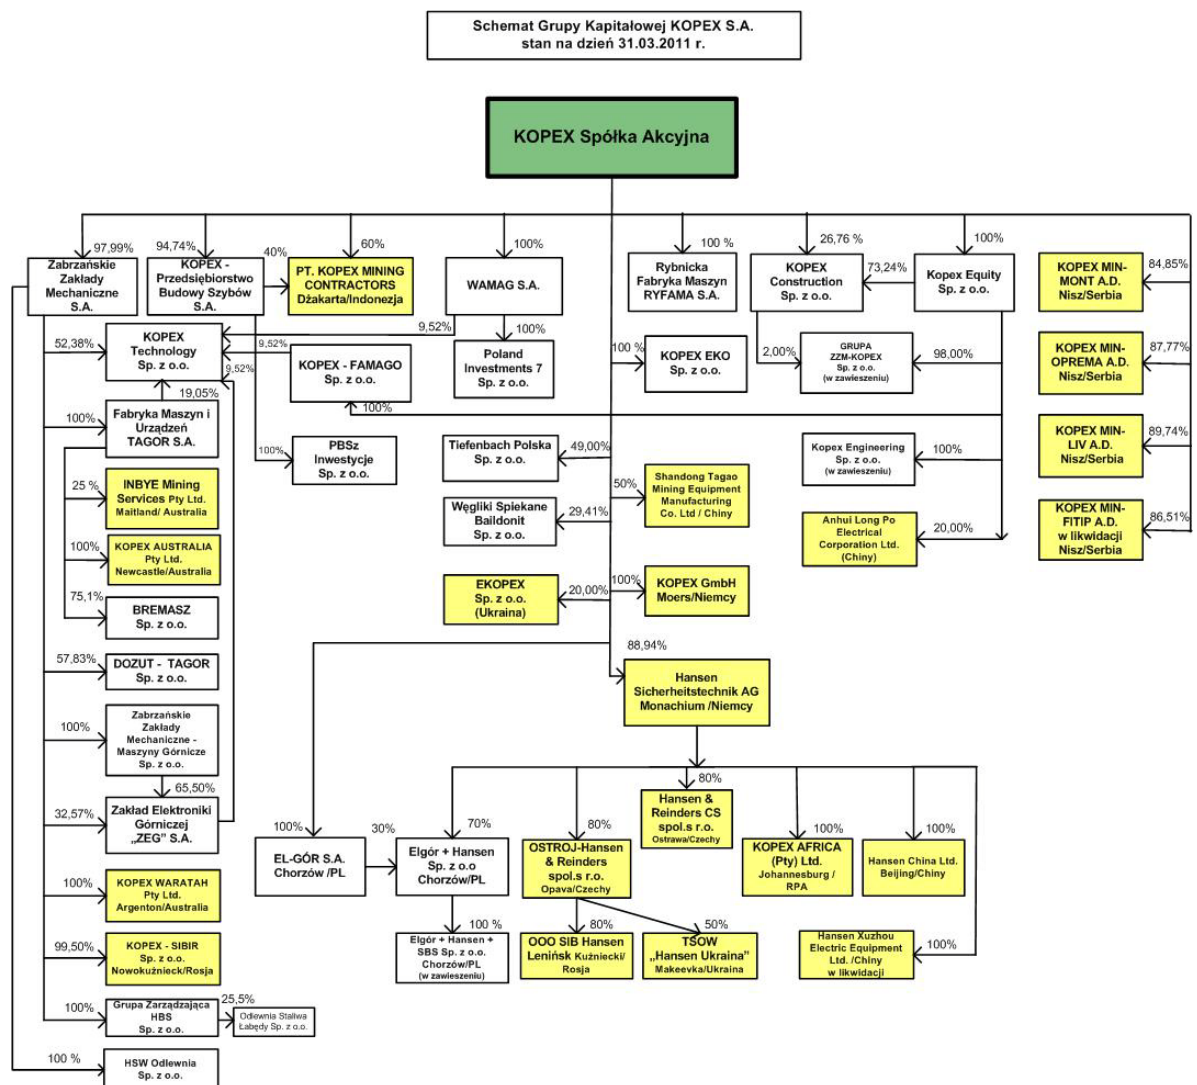 Schemat Grupy Kapitałowej KOPEX S.A.
stan na dzień 31.03.2011 r.
KOPEX Spółka Akcyjna
97,99%
94,74%
40%
60%
100%
100 %
26,76 %
73,24%
100%
84,85%
Zabrzańskie
Zakłady
Mechaniczne
S.A.
KOPEX -
Przedsiębiorstwo
Budowy Szybów
S.A.
PT. KOPEX MINING
CONTRACTORS
Dżakarta/Indonezja
WAMAG S.A.
Rybnicka
Fabryka Maszyn
RYFAMA S.A.
KOPEX
Construction
Sp. z o.o.
Kopex Equity
Sp. z o.o.
KOPEX MIN-
MONT A.D.
Nisz/Serbia
52,38%
KOPEX
Technology
Sp. z o.o.
9,52%
9,52%
9,52%
19,05%
KOPEX - FAMAGO
Sp. z o.o.
100%
100%
Poland
Investments 7
Sp. z o.o.
100 %
KOPEX EKO
Sp. z o.o.
2,00%
GRUPA
ZZM-KOPEX
Sp. z o.o.
(w zawieszeniu)
98,00%
KOPEX MIN-
OPREMA A.D.
Nisz/Serbia
87,77%
100%
Fabryka Maszyn i
Urządzeń
TAGOR S.A.
100%
PBSz
Inwestycje
Sp. z o.o.
Tiefenbach Polska
Sp. z o.o.
49,00%
Kopex Engineering
Sp. z o.o.
(w zawieszeniu)
100%
KOPEX MIN-
LIV A.D.
Nisz/Serbia
89,74%
25 %
INBYE Mining
Services Pty Ltd.
Maitland/ Australia
Węgliki Spiekane
Baildonit
Sp. z o.o.
29,41%
50%
Shandong Tagao
Mining Equipment
Manufacturing
Co. Ltd / Chiny
Anhui Long Po
Electrical
Corporation Ltd.
(Chiny)
20,00%
KOPEX MIN-
FITIP A.D.
w likwidacji
Nisz/Serbia
86,51%
100%
KOPEX AUSTRALIA
Pty Ltd.
Newcastle/Australia
75,1%
BREMASZ
Sp. z o.o.
EKOPEX
Sp. z o.o.
(Ukraina)
20,00%
100%
KOPEX GmbH
Moers/Niemcy
57,83%
DOZUT - TAGOR
Sp. z o.o.
88,94%
Hansen
Sicherheitstechnik AG
Monachium /Niemcy
100%
Zabrzańskie
Zakłady
Mechaniczne -
Maszyny Górnicze
Sp. z o.o.
65,50%
32,57%
Zakład Elektroniki
Górniczej
„ZEG” S.A.
100%
EL-GÓR S.A.
Chorzów /PL
30%
70%
Elgór + Hansen
Sp. z o.o
Chorzów/PL
80%
OSTROJ-Hansen
& Reinders
spol.s r.o.
Opava/Czechy
80%
Hansen &
Reinders CS
spol.s r.o.
Ostrawa/Czechy
100%
KOPEX AFRICA
(Pty) Ltd.
Johannesburg /
RPA
100%
Hansen China Ltd.
Beijing/Chiny
100%
KOPEX WARATAH
Pty Ltd.
Argenton/Australia
100 %
Elgór + Hansen +
SBS Sp. z o.o.
Chorzów/PL
(w zawieszeniu)
80%
OOO SIB Hansen
Lenińsk Kuźniecki/
Rosja
50%
TSOW
„Hansen Ukraina”
Makeevka/Ukraina
Hansen Xuzhou
Electric Equipment
Ltd. /Chiny
w likwidacji
100%
99,50%
KOPEX - SIBIR
Sp. z o.o.
Nowokuźnieck/Rosja
100%
Grupa Zarządzająca
HBS
Sp. z o.o.
25,5%
Odlewnia Staliwa
Łabędy Sp. z o.o.
100 %
HSW Odlewnia
Sp. z o.o.